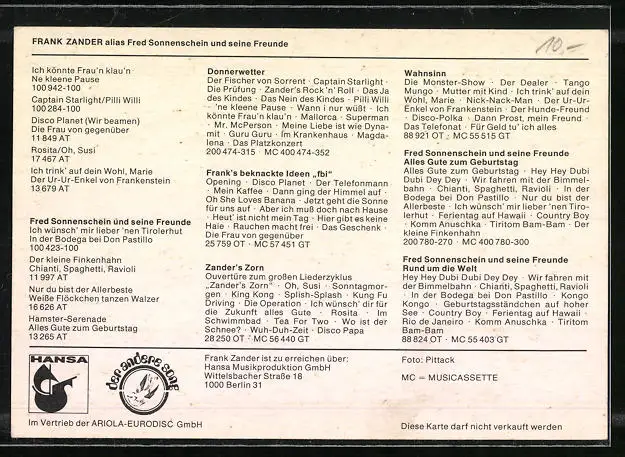 FRANK ZANDER alias Fred Sonnenschein und seine Freunde
10,-
Ich könnte Frau'n klau'n
Ne kleene Pause
100 942-100
Captain Starlight/Pilli Willi
100 284-100
Disco Planet (Wir beamen)
Die Frau von gegenüber
11 849 AT
Rosita/Oh, Susi
17 467 AT
Ich trink' auf dein Wohl, Marie
Der Ur-Ur-Enkel von Frankenstein
13 679 AT
Fred Sonnenschein und seine Freunde
Ich wünsch' mir lieber 'nen Tirolerhut
In der Bodega bei Don Pastillo
100 423-100
Der kleine Finkenhahn
Chianti, Spaghetti, Ravioli
11 997 AT
Nur du bist der Allerbeste
Weiße Flöckchen tanzen Walzer
16 626 AT
Hamster-Serenade
Alles Gute zum Geburtstag
13 265 AT
Donnerwetter
Der Fischer von Sorrent · Captain Starlight ·
Die Prüfung · Zander's Rock'n' Roll · Das Ja
des Kindes · Das Nein des Kindes · Pilli Willi
· 'ne kleene Pause · Wann i nur wüßt · Ich
könnte Frau'n klau'n · Mallorca · Superman
· Mr. McPerson · Meine Liebe ist wie Dyna-
mit · Guru Guru · Im Krankenhaus · Magda-
lena · Das Platzkonzert
200 474-315 · MC 400 474-352
Frank's beknackte Ideen „fbi"
Opening · Disco Planet · Der Telefonmann
· Mein Kaffee · Dann ging der Himmel auf ·
Oh She Loves Banana · Jetzt geht die Sonne
für uns auf · Aber ich muß doch nach Hause
· Heut' ist nicht mein Tag · Hier gibt es keine
Haie · Rauchen macht frei · Das Geschenk ·
Die Frau von gegenüber
25 759 OT · MC 57 451 GT
Zander's Zorn
Ouvertüre zum großen Liederzyklus
„Zander's Zorn" · Oh, Susi · Sonntagmor-
gen · King Kong · Splish-Splash · Kung Fu
Driving · Die Operation · Ich wünsch' dir für
die Zukunft alles Gute · Rosita · Im
Schwimmbad · Tea For Two · Wo ist der
Schnee? · Wuh-Duh-Zeit · Disco Papa
28 250 OT · MC 56 440 GT
Wahnsinn
Die Monster-Show · Der Dealer · Tango
Mungo · Mutter mit Kind · Ich trink' auf dein
Wohl, Marie · Nick-Nack-Man · Der Ur-Ur-
Enkel von Frankenstein · Der Hunde-Freund
· Disco-Polka · Dann Prost, mein Freund ·
Das Telefonat · Für Geld tu' ich alles
88 921 OT · MC 55 515 GT
Fred Sonnenschein und seine Freunde
Alles Gute zum Geburtstag
Alles Gute zum Geburtstag · Hey Hey Dubi
Dubi Dey Dey · Wir fahren mit der Bimmel-
bahn · Chianti, Spaghetti, Ravioli · In der
Bodega bei Don Pastillo · Nur du bist der
Allerbeste · Ich wünsch' mir lieber 'nen Tiro-
lerhut · Ferientag auf Hawaii · Country Boy
· Komm Anuschka · Tiritom Bam-Bam · Der
kleine Finkenhahn
200 780-270 · MC 400 780-300
Fred Sonnenschein und seine Freunde
Rund um die Welt
Hey Hey Dubi Dubi Dey Dey · Wir fahren mit
der Bimmelbahn · Chianti, Spaghetti, Ravioli
· In der Bodega bei Don Pastillo · Kongo
Kongo · Geburtstagsständchen auf hoher
See · Country Boy · Ferientag auf Hawaii ·
Rio de Janeiro · Komm Anuschka · Tiritom
Bam-Bam
88 824 OT · MC 55 403 GT
HANSA
der andere song
Im Vertrieb der ARIOLA-EURODISC GmbH
Frank Zander ist zu erreichen über:
Hansa Musikproduktion GmbH
Wittelsbacher Straße 18
1000 Berlin 31
Foto: Pittack
MC = MUSICASSETTE
Diese Karte darf nicht verkauft werden